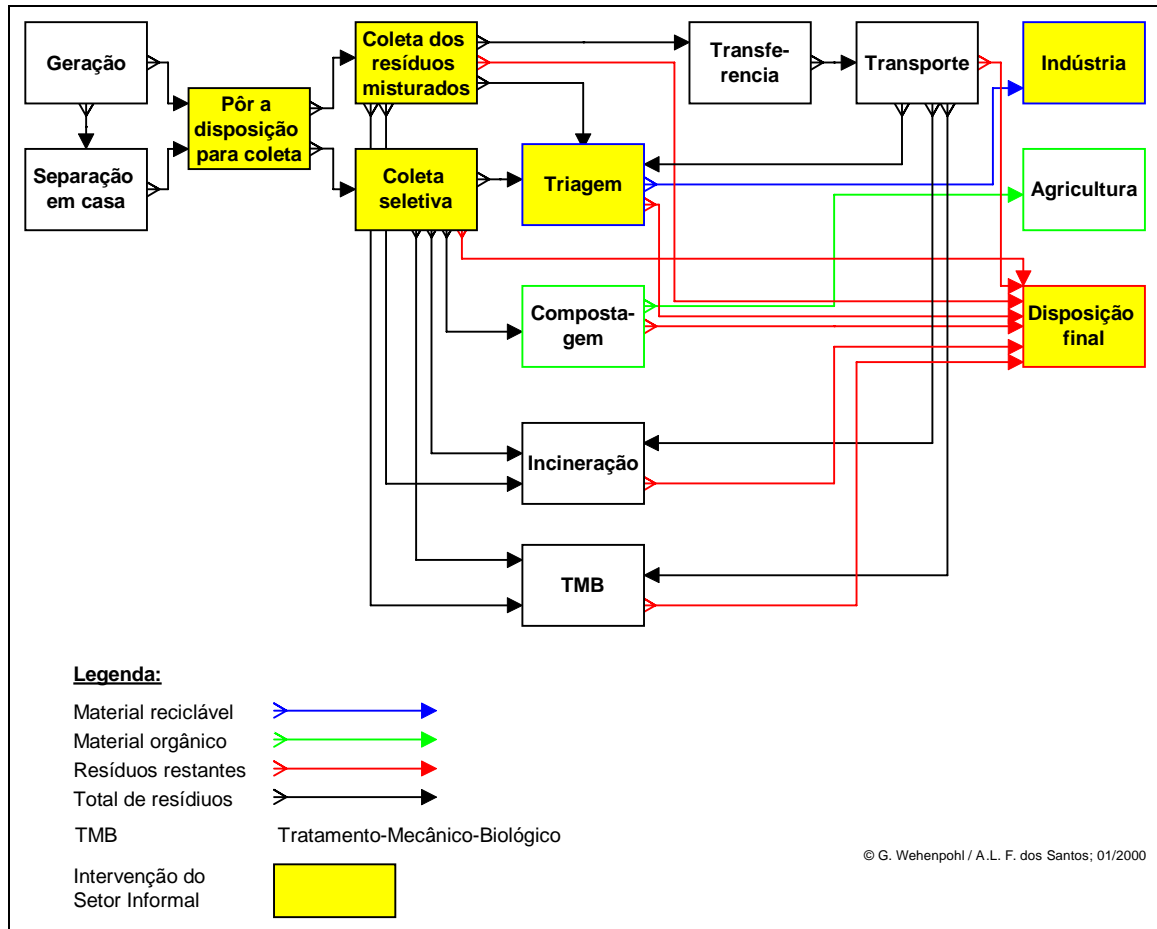 Geração
Separação
em casa
Pôr a
disposição
para coleta
Coleta dos
resíduos
misturados
Coleta
seletiva
Transfe-
rencia
Transporte
Indústria
Triagem
Agricultura
Composta-
gem
Disposição
final
Incineração
TMB
Legenda:
Material reciclável
Material orgânico
Resíduos restantes
Total de resídiuos
TMB Tratamento-Mecânico-Biológico
Intervenção do
Setor Informal
© G. Wehenpohl / A.L. F. dos Santos; 01/2000